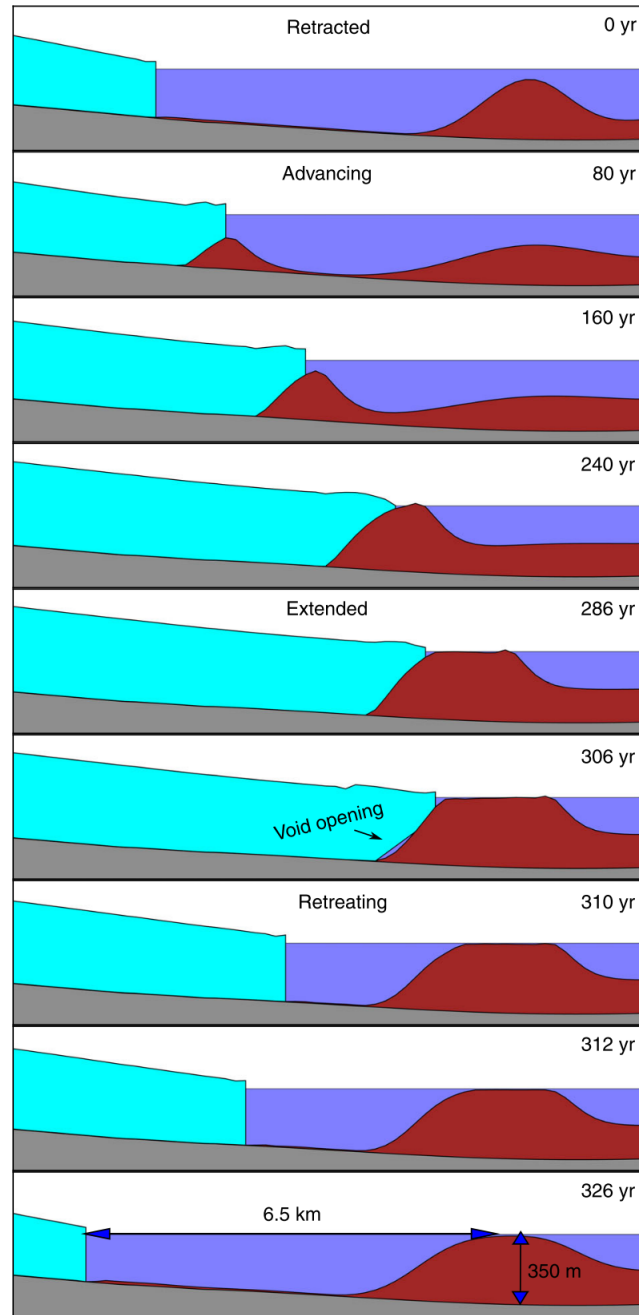 Retracted
0 yr
Advancing
80 yr
160 yr
240 yr
Extended
286 yr
306 yr
Void opening
Retreating
310 yr
312 yr
326 yr
6.5 km
350 m